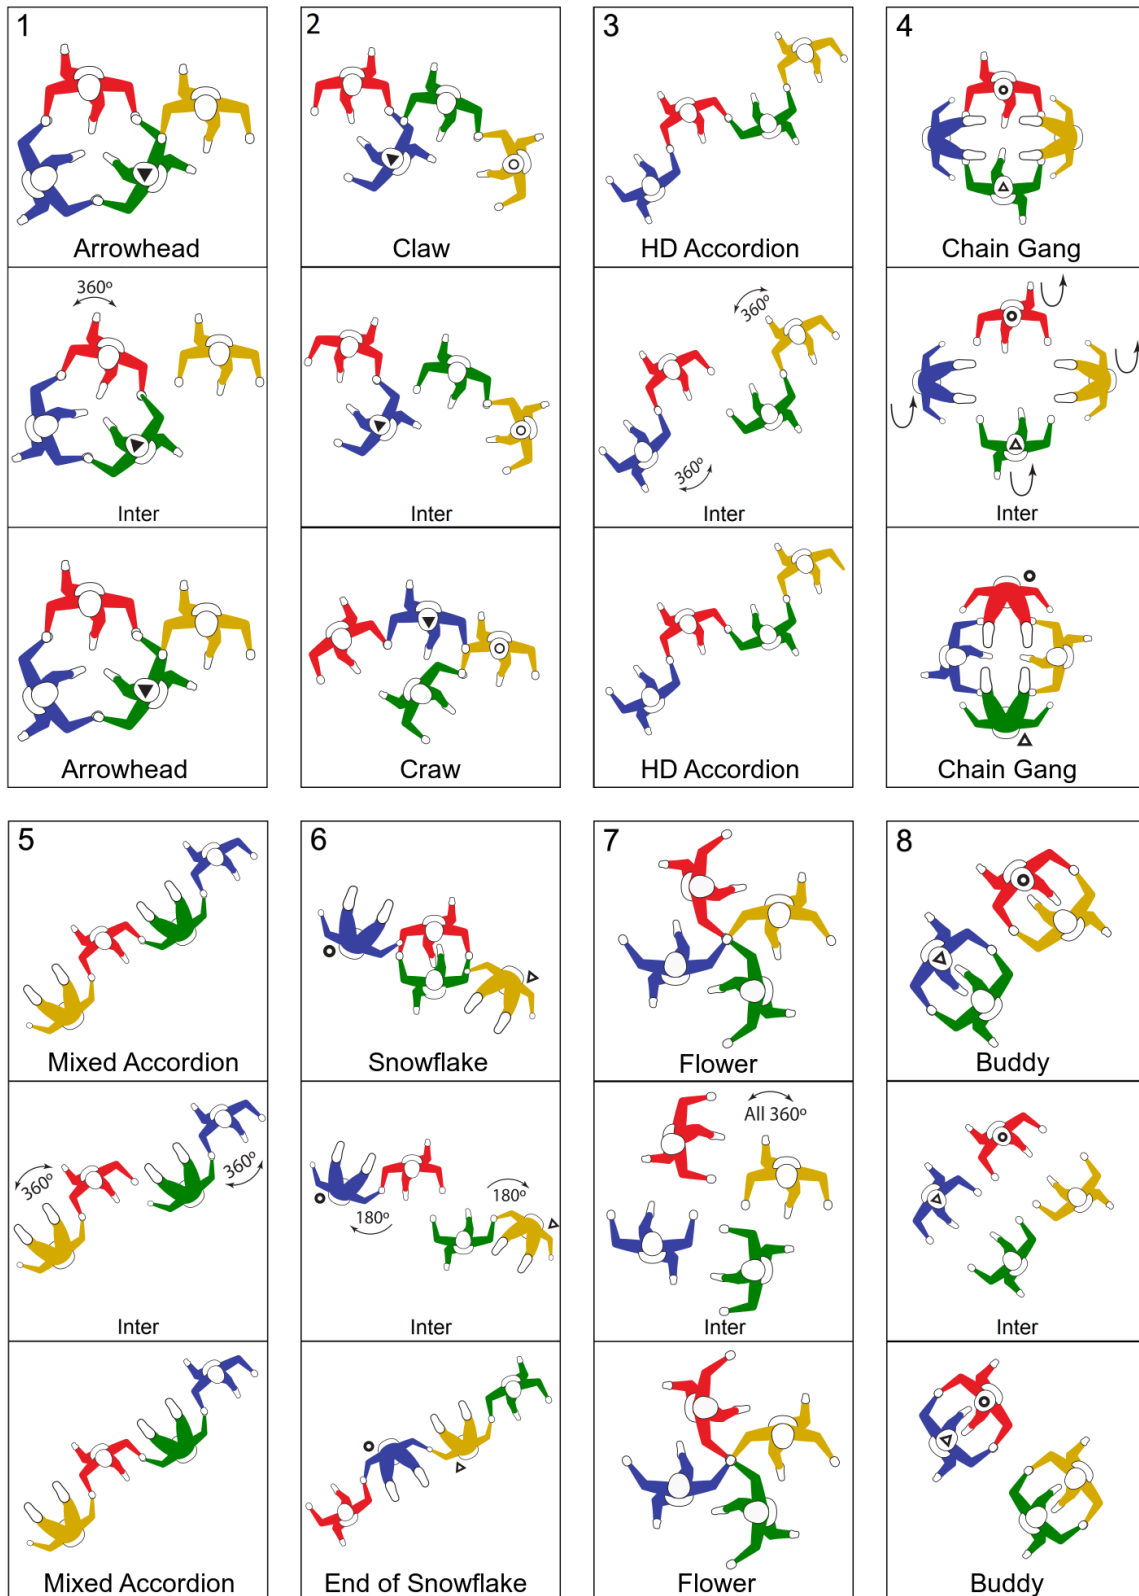 1
Arrowhead
360º
Inter
Arrowhead
2
Claw
Inter
Craw
3
HD Accordion
360º
360º
Inter
HD Accordion
4
Chain Gang
Inter
Chain Gang
5
Mixed Accordion
360º
360º
Inter
Mixed Accordion
6
Snowflake
180º
180º
Inter
End of Snowflake
7
Flower
All 360º
Inter
Flower
8
Buddy
Inter
Buddy